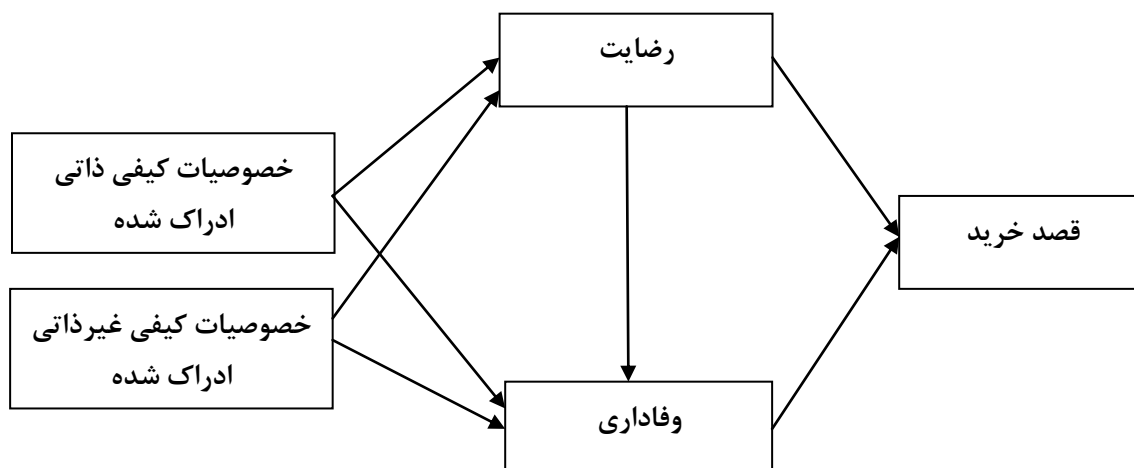 رضایت
خصوصیات کیفی ذاتی
ادراک شده
قصد خرید
خصوصیات کیفی غیرذاتی
ادراک شده
وفاداری